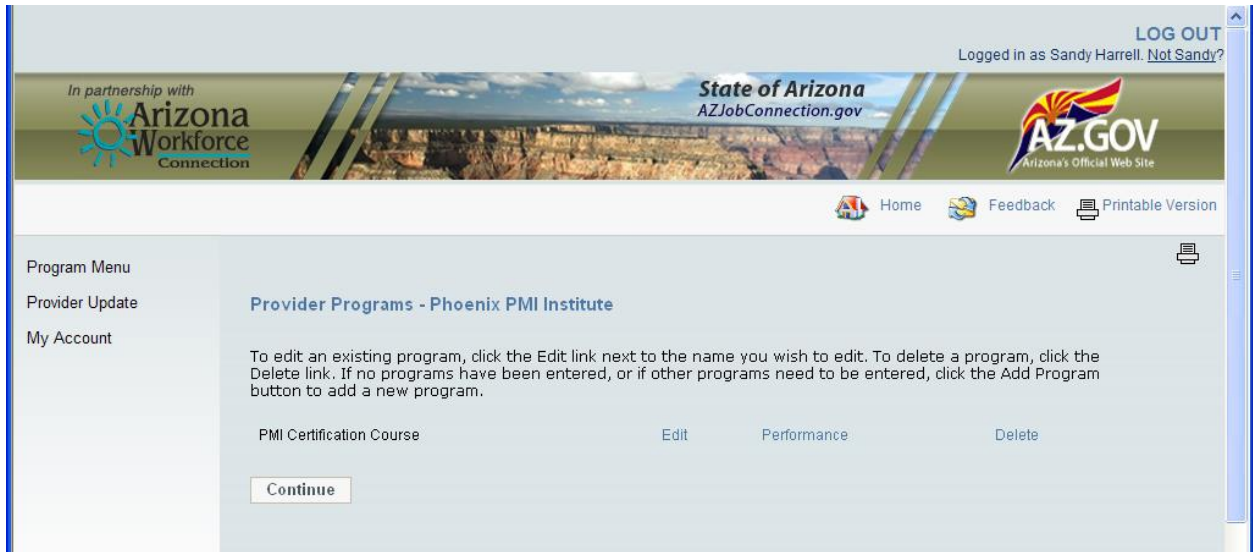 LOG OUT
Logged in as Sandy Harrell. Not Sandy?
In partnership with
Arizona
Workforce
Connection
State of Arizona
AZJobConnection.gov
AZ.GOV
Arizona's Official Web Site
Home
Feedback
Printable Version
Program Menu
Provider Update
My Account
Provider Programs - Phoenix PMI Institute
To edit an existing program, click the Edit link next to the name you wish to edit. To delete a program, click the
Delete link. If no programs have been entered, or if other programs need to be entered, click the Add Program
button to add a new program.
PMI Certification Course Edit Performance Delete
Continue